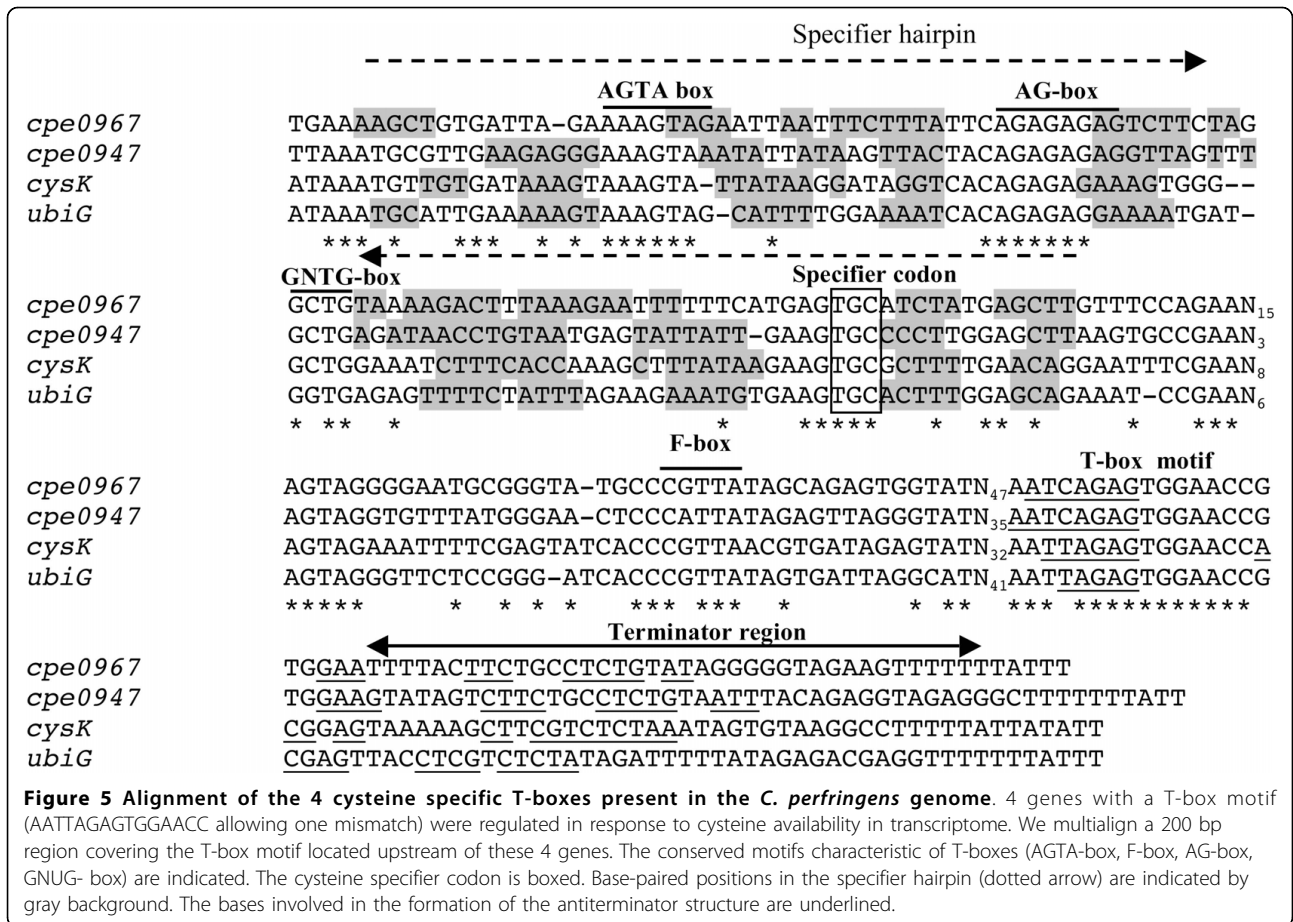 Specifier hairpin
AGTA box AG-box
cpe0967 TGAAAAGCTGTGATTA-GAAAAGTAGAATTAATTTCTTTATTCAGAGAGAGTCTTCTAG
cpe0947 TTAAATGCGTTGAAGAGGGAAAGTAAATATTATAAGTTACTACAGAGAGAGGTTAGTTT
cysK ATAAATGTTGTGATAAAGTAAAGTA-TTATAAGGATAGGTCACAGAGAGAAAGTGGG--
ubiG ATAAATGCATTGAAAAAGTAAAGTAG-CATTTTGGAAAATCACAGAGAGGAAAATGAT-
*** * *** * * ****** * *******
GNTG-box Specifier codon
cpe0967 GCTGTAAAAGACTTTAAAGAATTTTTTCATGAGTGCATCTATGAGCTTGTTTCCAGAAN15
cpe0947 GCTGAGATAACCTGTAATGAGTATTATT-GAAGTGCCCCTTGGAGCTTAAGTGCCGAAN3
cysK GCTGGAAATCTTTCACCAAAGCTTTATAAGAAGTGCGCTTTTGAACAGGAATTTCGAAN8
ubiG GGTGAGAGTTTTCTATTTAGAAGAAATGTGAAGTGCACTTTGGAGCAGAAAT-CCGAAN6
* ** * * ***** * ** * * ***
F-box T-box motif
cpe0967 AGTAGGGGAATGCGGGTA-TGCCCGTTATAGCAGAGTGGTATN47AATCAGAGTGGAACCG
cpe0947 AGTAGGTGTTTATGGGAA-CTCCCATTATAGAGTTAGGGTATN35AATCAGAGTGGAACCG
cysK AGTAGAAATTTTCGAGTATCACCCGTTAACGTGATAGAGTATN32AATTAGAGTGGAACCA
ubiG AGTAGGGTTCTCCGGG-ATCACCCGTTATAGTGATTAGGCATN41AATTAGAGTGGAACCG
***** * * * * *** *** * * ** *** ***********
Terminator region
cpe0967 TGGAATTTTACTTCTGCCTCTGTATAGGGGGTAGAAGTTTTTTTATTT
cpe0947 TGGAAGTATAGTCTTCTGCCTCTGTAATTTACAGAGGTAGAGGGCTTTTTTTATT
cysK CGGAGTAAAAAGCTTCGTCTCTAAATAGTGTAAGGCCTTTTTATTATATT
ubiG CGAGTTACCTCGTCTCTATAGATTTTTATAGAGACGAGGTTTTTTTATTT
Figure 5 Alignment of the 4 cysteine specific T-boxes present in the C. perfringens genome. 4 genes with a T-box motif
(AATTAGAGTGGAACC allowing one mismatch) were regulated in response to cysteine availability in transcriptome. We multialign a 200 bp
region covering the T-box motif located upstream of these 4 genes. The conserved motifs characteristic of T-boxes (AGTA-box, F-box, AG-box,
GNUG- box) are indicated. The cysteine specifier codon is boxed. Base-paired positions in the specifier hairpin (dotted arrow) are indicated by
gray background. The bases involved in the formation of the antiterminator structure are underlined.